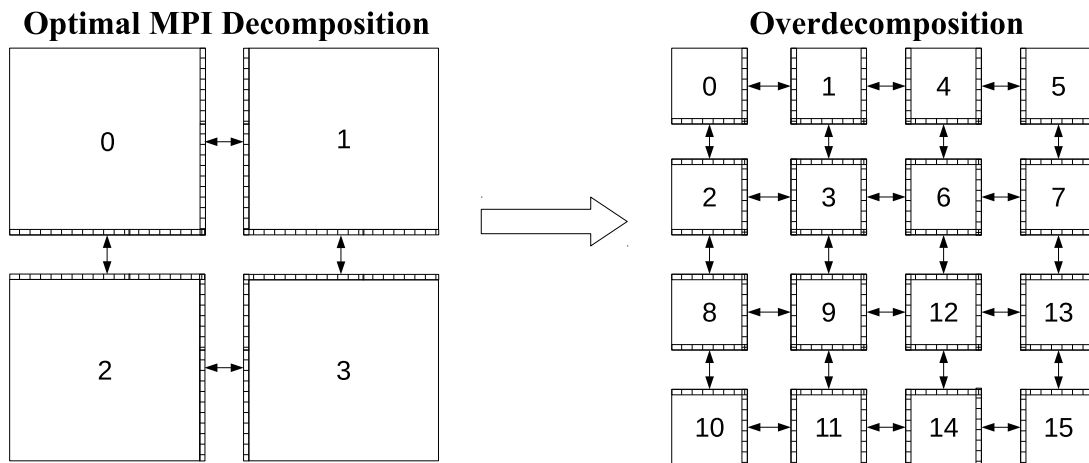 Optimal MPI Decomposition
0 1
2 3
Overdecomposition
0 1 4 5
2 3 6 7
8 9 12 13
10 11 14 15